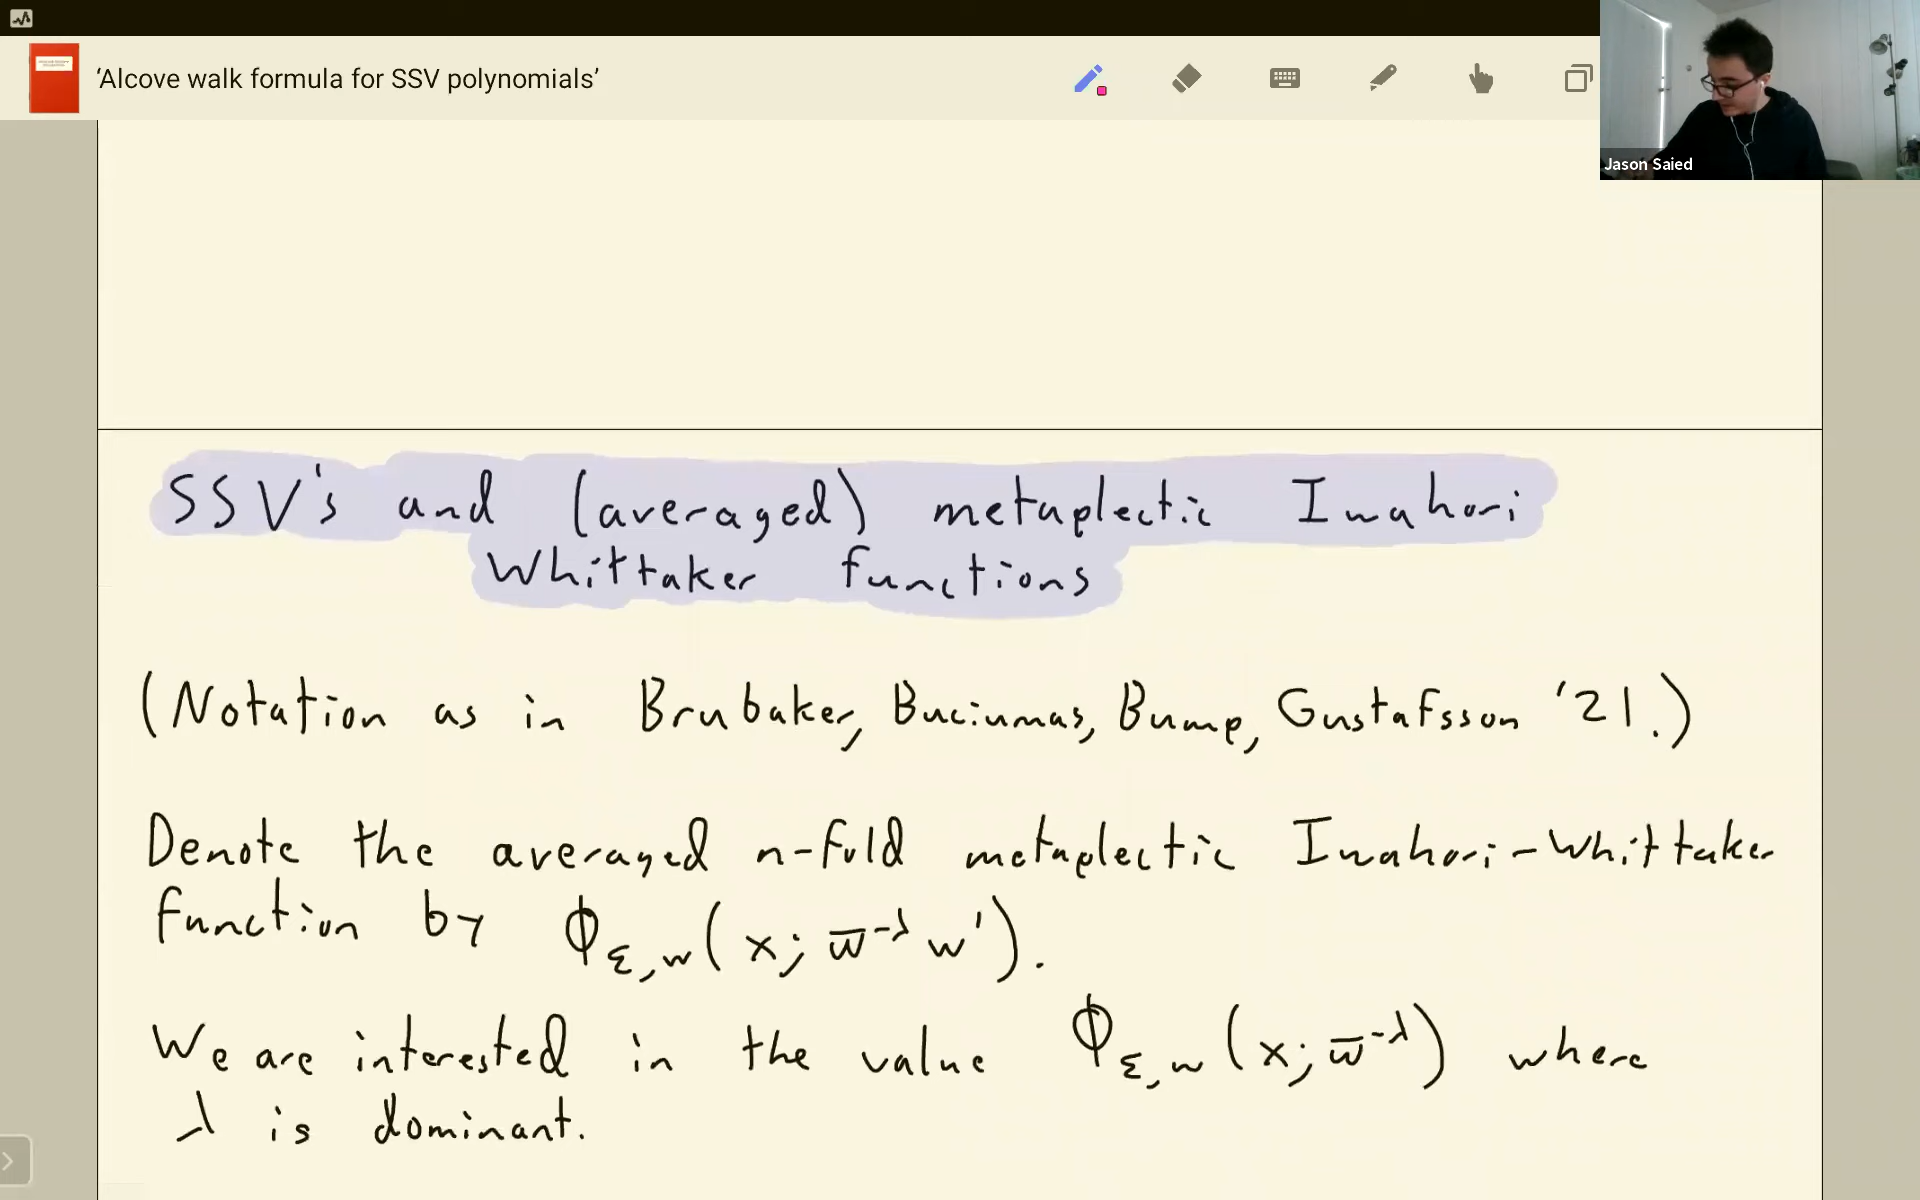 ‘Alcove walk formula for SSV polynomials’
Jason Saied
SSV's and (averaged) metaplectic Iwahori
Whittaker functions
(Notation as in Brubaker, Buciumas, Bump, Gustafsson '21.)
Denote the averaged n-fold metaplectic Iwahori-Whittaker
function by ϕ_{Σ,w}(x; ϖ^{-λ} w').
We are interested in the value ϕ_{Σ,w}(x; ϖ^{-λ}) where
λ is dominant.